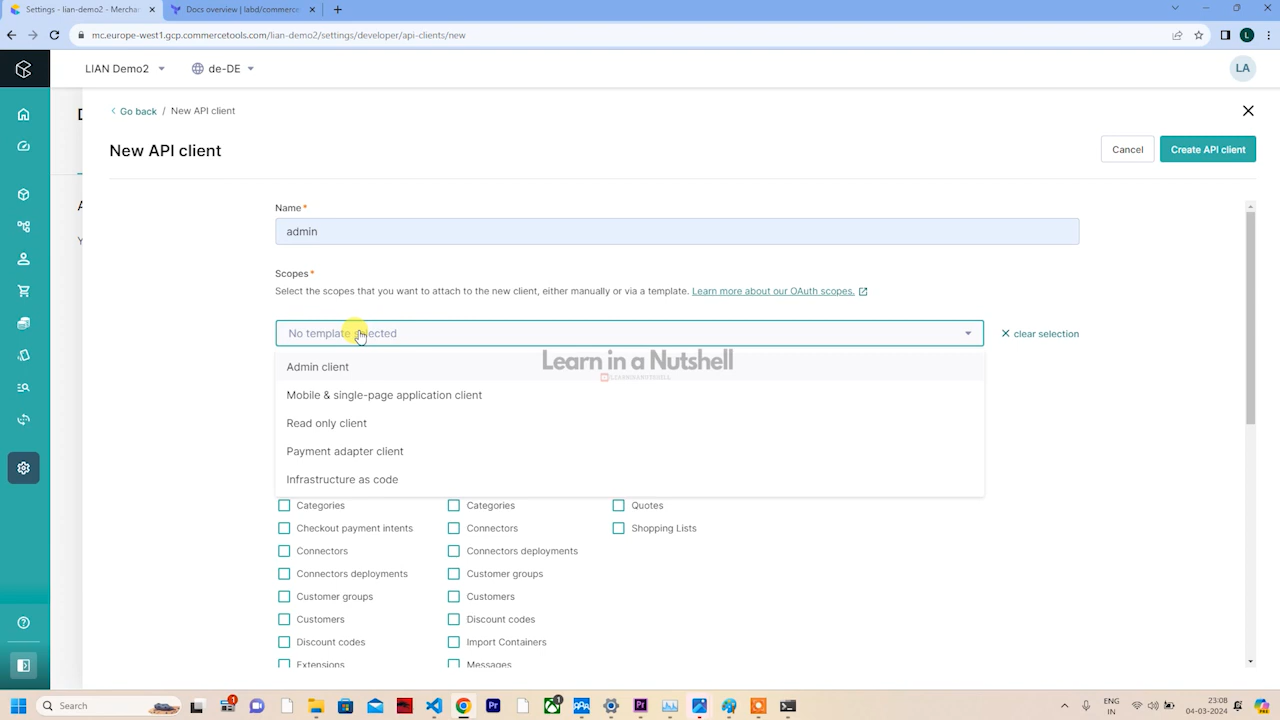 Settings - lian-demo2 - Merchan
Docs overview | labd/commerce
mc.europe-west1.gcp.commercetools.com/lian-demo2/settings/developer/api-clients/new
L
LIAN Demo2
de-DE
LA
Go back / New API client
New API client
Cancel
Create API client
Name*
admin
Scopes*
Select the scopes that you want to attach to the new client, either manually or via a template. Learn more about our OAuth scopes.
No template selected
clear selection
Learn in a Nutshell
Admin client
Mobile & single-page application client
Read only client
Payment adapter client
Infrastructure as code
Categories
Categories
Quotes
Checkout payment intents
Connectors
Shopping Lists
Connectors
Connectors deployments
Connectors deployments
Customer groups
Customer groups
Customers
Customers
Discount codes
Discount codes
Import Containers
Extensions
Messages
Search
1
Pr
1
Pr
ENG
IN
23:08
04-03-2024